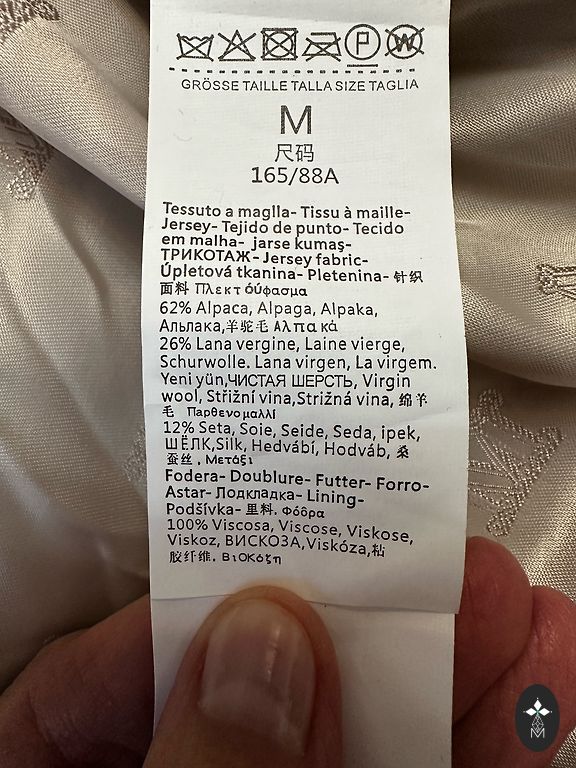 GRÖSSE TAILLE TALLA SIZE TAGLIA
M
尺码
165/88A
Tessuto a maglla- Tissu à maille-
Jersey- Tejido de punto- Tecido
em malha- jarse kumaş-
ТРИКОТАЖ- Jersey fabric-
Úpletová tkanina- Pletenina- 针织
面料 Πλεκτ όύφασμα
62% Alpaca, Alpaga, Alpaka,
Альпака,羊驼毛 Αλπακά
26% Lana vergine, Laine vierge,
Schurwolle. Lana virgen, La virgem.
Yeni yün,ЧИСТАЯ ШЕРСТЬ, Virgin
wool, Střižní vina,Strižná vina, 绵羊
毛 Παρθενομαλλί
12% Seta, Soie, Seide, Seda, ipek,
ШЁЛК,Silk, Hedvábí, Hodváb, 桑
蚕丝, Μετάξι
Fodera- Doublure- Futter- Forro-
Astar- Подкладка- Lining-
Podšívka- 里料. Φόδρα
100% Viscosa, Viscose, Viskose,
Viskoz, ВИСКОЗА,Viskóza,粘
胶纤维. ΒιΟΚόζη
M